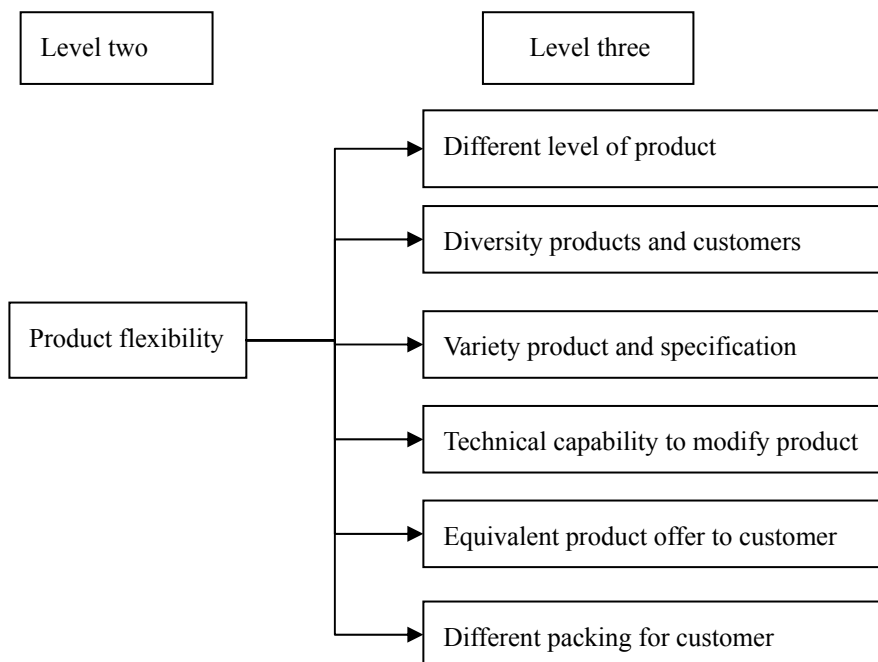 Level two
Level three
Different level of product
Diversity products and customers
Product flexibility
Variety product and specification
Technical capability to modify product
Equivalent product offer to customer
Different packing for customer